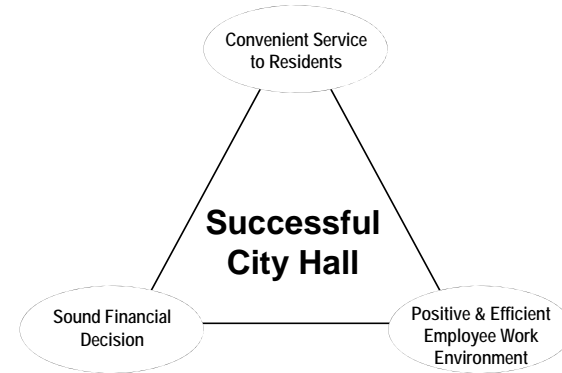 Convenient Service
to Residents
Successful
City Hall
Sound Financial
Decision
Positive & Efficient
Employee Work
Environment